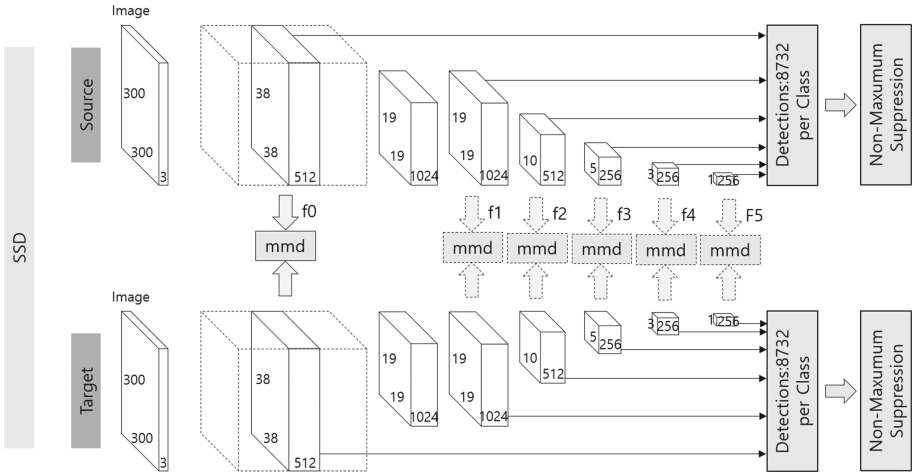 SSD
Source
Image
300
300
3
38
38
512
19
19
1024
19
19
1024
10
512
5
256
3
256
1
256
Detections:8732
per Class
Non-Maxumum
Suppression
f0
f1
f2
f3
f4
F5
mmd
mmd
mmd
mmd
mmd
mmd
Target
Image
300
300
3
38
38
512
19
19
1024
19
19
1024
10
512
5
256
3
256
1
256
Detections:8732
per Class
Non-Maxumum
Suppression